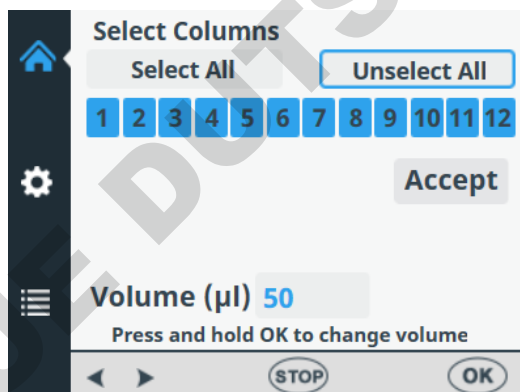 Select Columns
Select All Unselect All
1 2 3 4 5 6 7 8 9 10 11 12
Accept
Volume (µl) 50
Press and hold OK to change volume
STOP OK